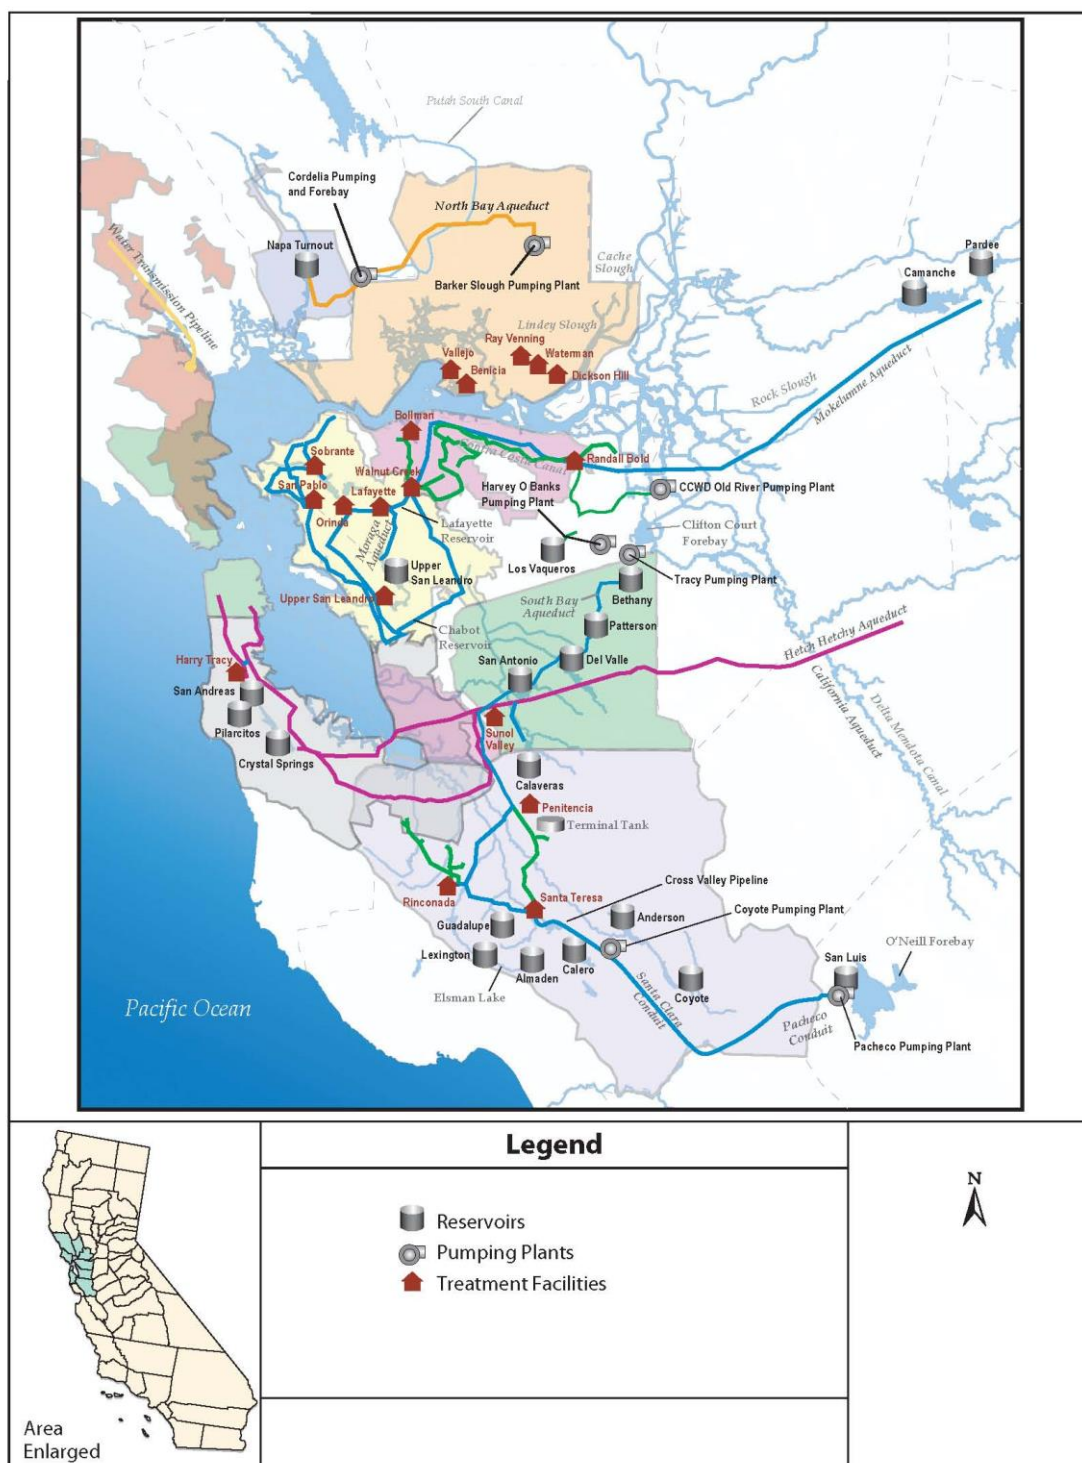 Putah South Canal
Cordelia Pumping
and Forebay
North Bay Aqueduct
Napa Turnout
Water Transmission Pipeline
Barker Slough Pumping Plant
Cache
Slough
Pardee
Camanche
Lindey Slough
Ray Venning
Vallejo
Waterman
Benicia
Dickson Hill
Rock Slough
Mokelumne Aqueduct
Bollman
Contra Costa Canal
Sobrante
Walnut Creek
Randall Bold
San Pablo
Lafayette
Harvey O Banks
Pumping Plant
CCWD Old River Pumping Plant
Orinda
Moraga
Aqueduct
Lafayette
Reservoir
Clifton Court
Forebay
Los Vaqueros
Upper
San Leandro
Tracy Pumping Plant
Bethany
Upper San Leandro
South Bay
Aqueduct
Chabot
Reservoir
Patterson
Hetch Hetchy Aqueduct
Harry Tracy
San Antonio
Del Valle
San Andreas
California Aqueduct
Delta Mendota Canal
Pilarcitos
Sunol
Valley
Crystal Springs
Calaveras
Penitencia
Terminal Tank
Cross Valley Pipeline
Rinconada
Santa Teresa
Coyote Pumping Plant
Guadalupe
Anderson
O'Neill Forebay
Lexington
Almaden
Calero
San Luis
Elsman Lake
Santa Clara
Conduit
Coyote
Pacific Ocean
Pacheco
Conduit
Pacheco Pumping Plant
Legend
N
Reservoirs
Pumping Plants
Treatment Facilities
Area
Enlarged